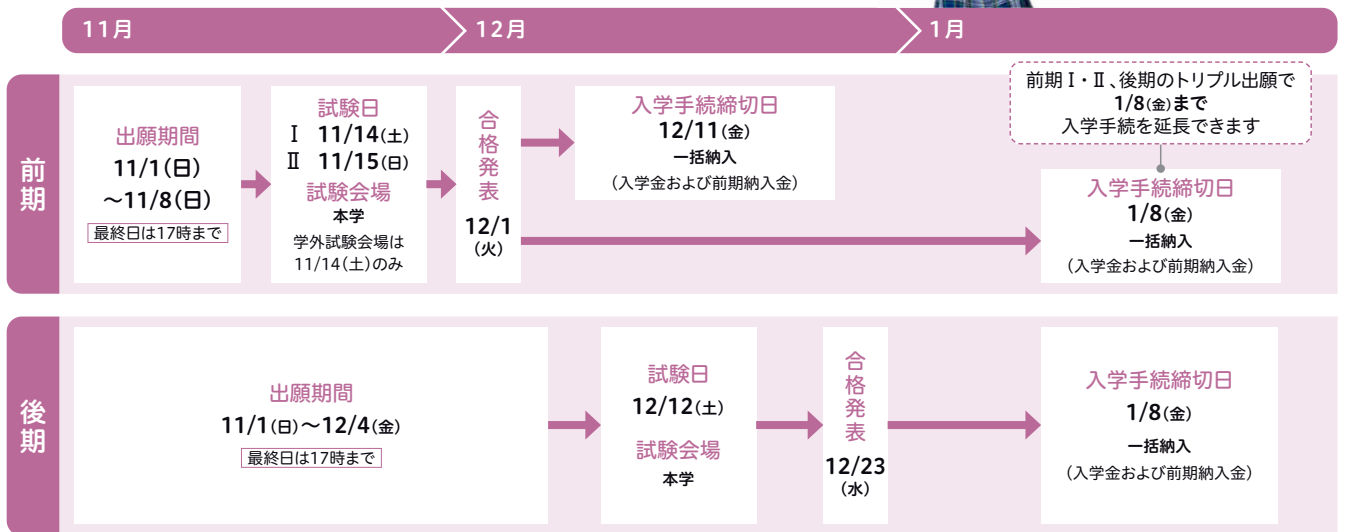 11月
12月
1月
前期
出願期間
11/1(日)
～11/8(日)
最終日は17時まで
試験日
Ⅰ 11/14(土)
Ⅱ 11/15(日)
試験会場
本学
学外試験会場は
11/14(土)のみ
合格発表
12/1
(火)
入学手続締切日
12/11(金)
一括納入
(入学金および前期納入金)
前期Ⅰ・Ⅱ、後期のトリプル出願で
1/8(金)まで
入学手続を延長できます
入学手続締切日
1/8(金)
一括納入
(入学金および前期納入金)
後期
出願期間
11/1(日)～12/4(金)
最終日は17時まで
試験日
12/12(土)
試験会場
本学
合格発表
12/23
(水)
入学手続締切日
1/8(金)
一括納入
(入学金および前期納入金)